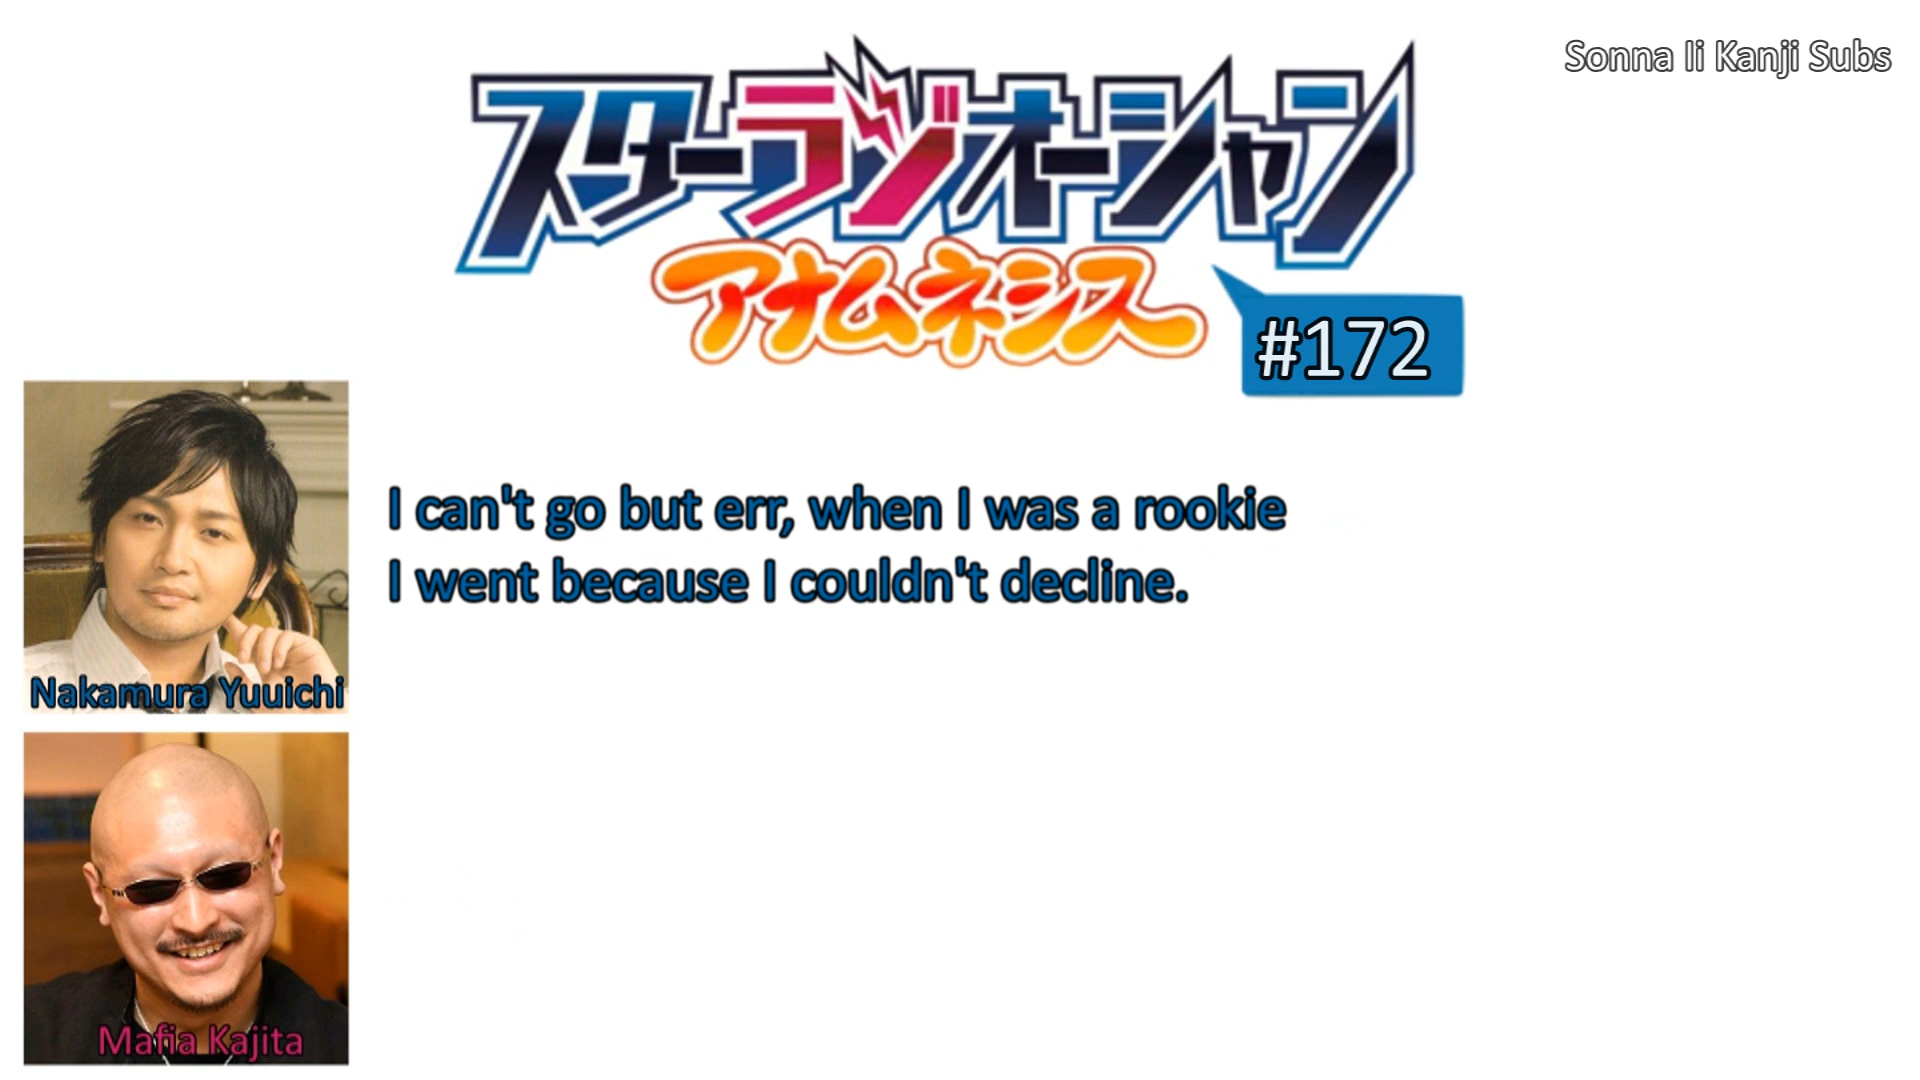 Sonna Ii Kanji Subs
スターラジオーシャン
アナムネシス
#172
I can't go but err, when I was a rookie
I went because I couldn't decline.
Nakamura Yuuichi
Mafia Kajita